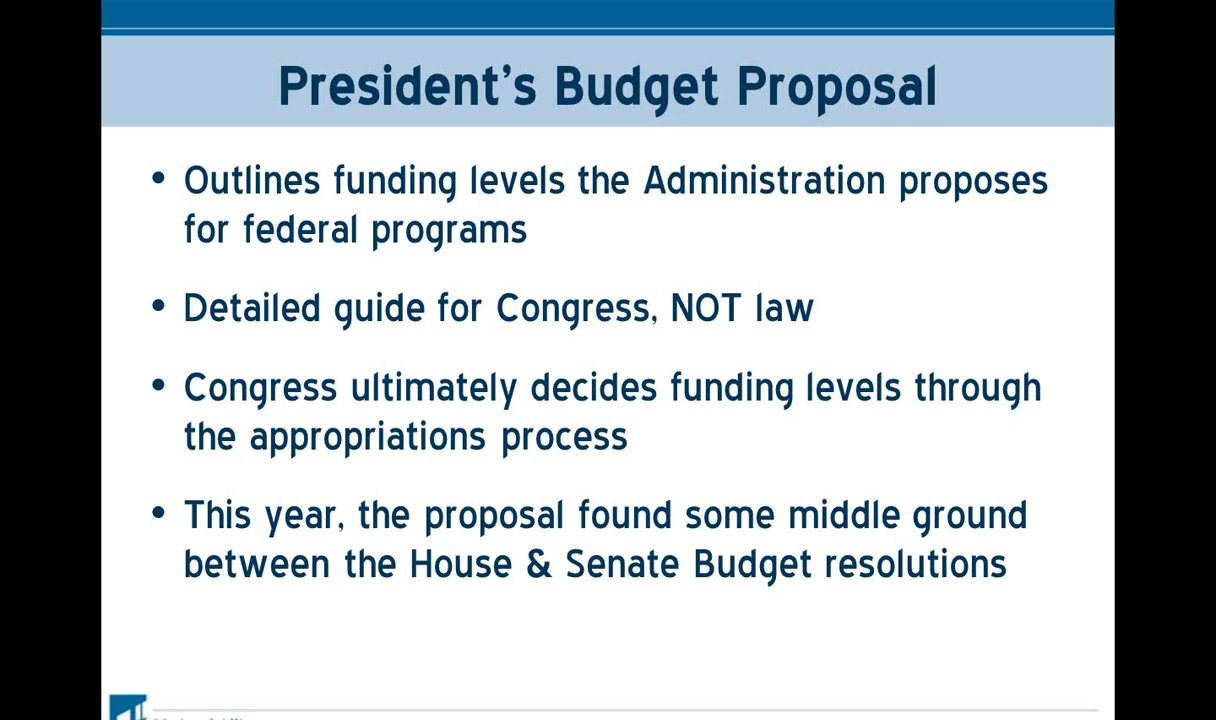 President's Budget Proposal
• Outlines funding levels the Administration proposes
for federal programs
• Detailed guide for Congress, NOT law
• Congress ultimately decides funding levels through
the appropriations process
• This year, the proposal found some middle ground
between the House & Senate Budget resolutions